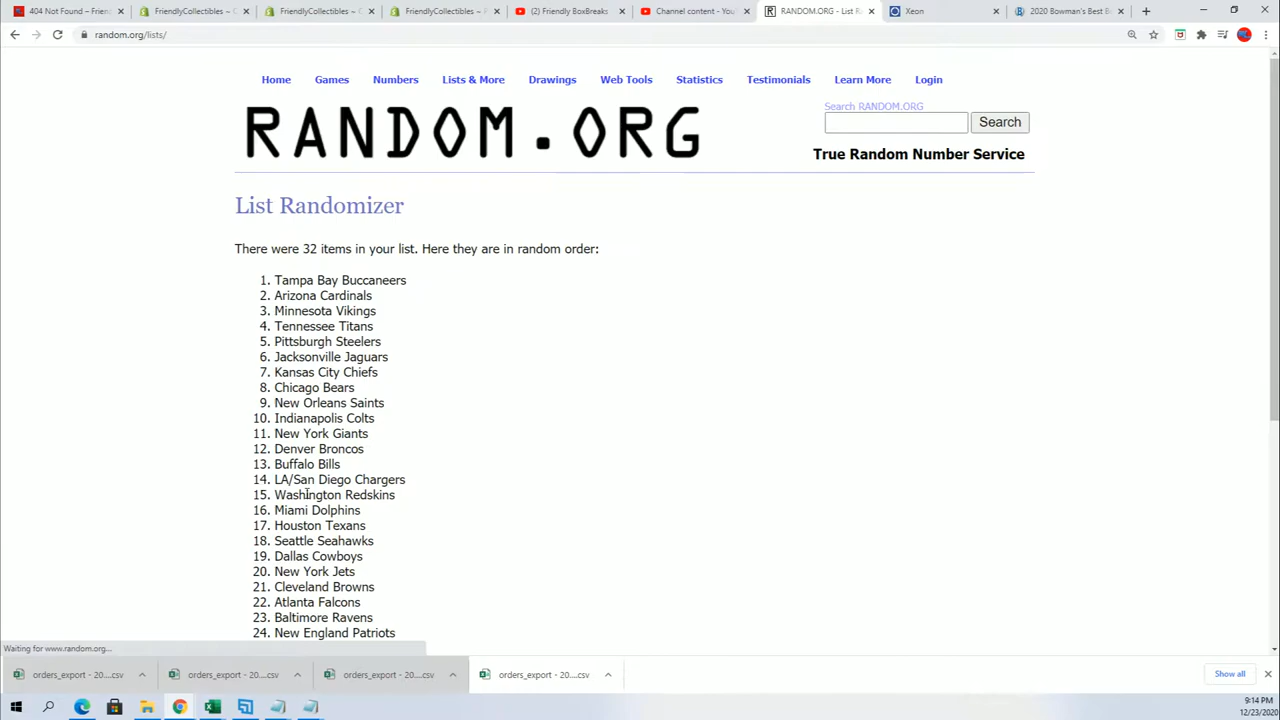 404 Not Found – Frien
FriendlyCollectibles ~ C
FriendlyCollectibles ~ C
FriendlyCollectibles ~ P
(2) Friendly BoxBreaks
Channel content - You
RANDOM.ORG - List R
Xeon
2020 Bowman's Best B
random.org/lists/
Home Games Numbers Lists & More Drawings Web Tools Statistics Testimonials Learn More Login
RANDOM.ORG
Search RANDOM.ORG
Search
True Random Number Service
List Randomizer
There were 32 items in your list. Here they are in random order:
1. Tampa Bay Buccaneers
2. Arizona Cardinals
3. Minnesota Vikings
4. Tennessee Titans
5. Pittsburgh Steelers
6. Jacksonville Jaguars
7. Kansas City Chiefs
8. Chicago Bears
9. New Orleans Saints
10. Indianapolis Colts
11. New York Giants
12. Denver Broncos
13. Buffalo Bills
14. LA/San Diego Chargers
15. Washington Redskins
16. Miami Dolphins
17. Houston Texans
18. Seattle Seahawks
19. Dallas Cowboys
20. New York Jets
21. Cleveland Browns
22. Atlanta Falcons
23. Baltimore Ravens
24. New England Patriots
Waiting for www.random.org...
orders_export - 20....csv
orders_export - 20....csv
orders_export - 20....csv
orders_export - 20....csv
Show all
9:14 PM
12/23/2020